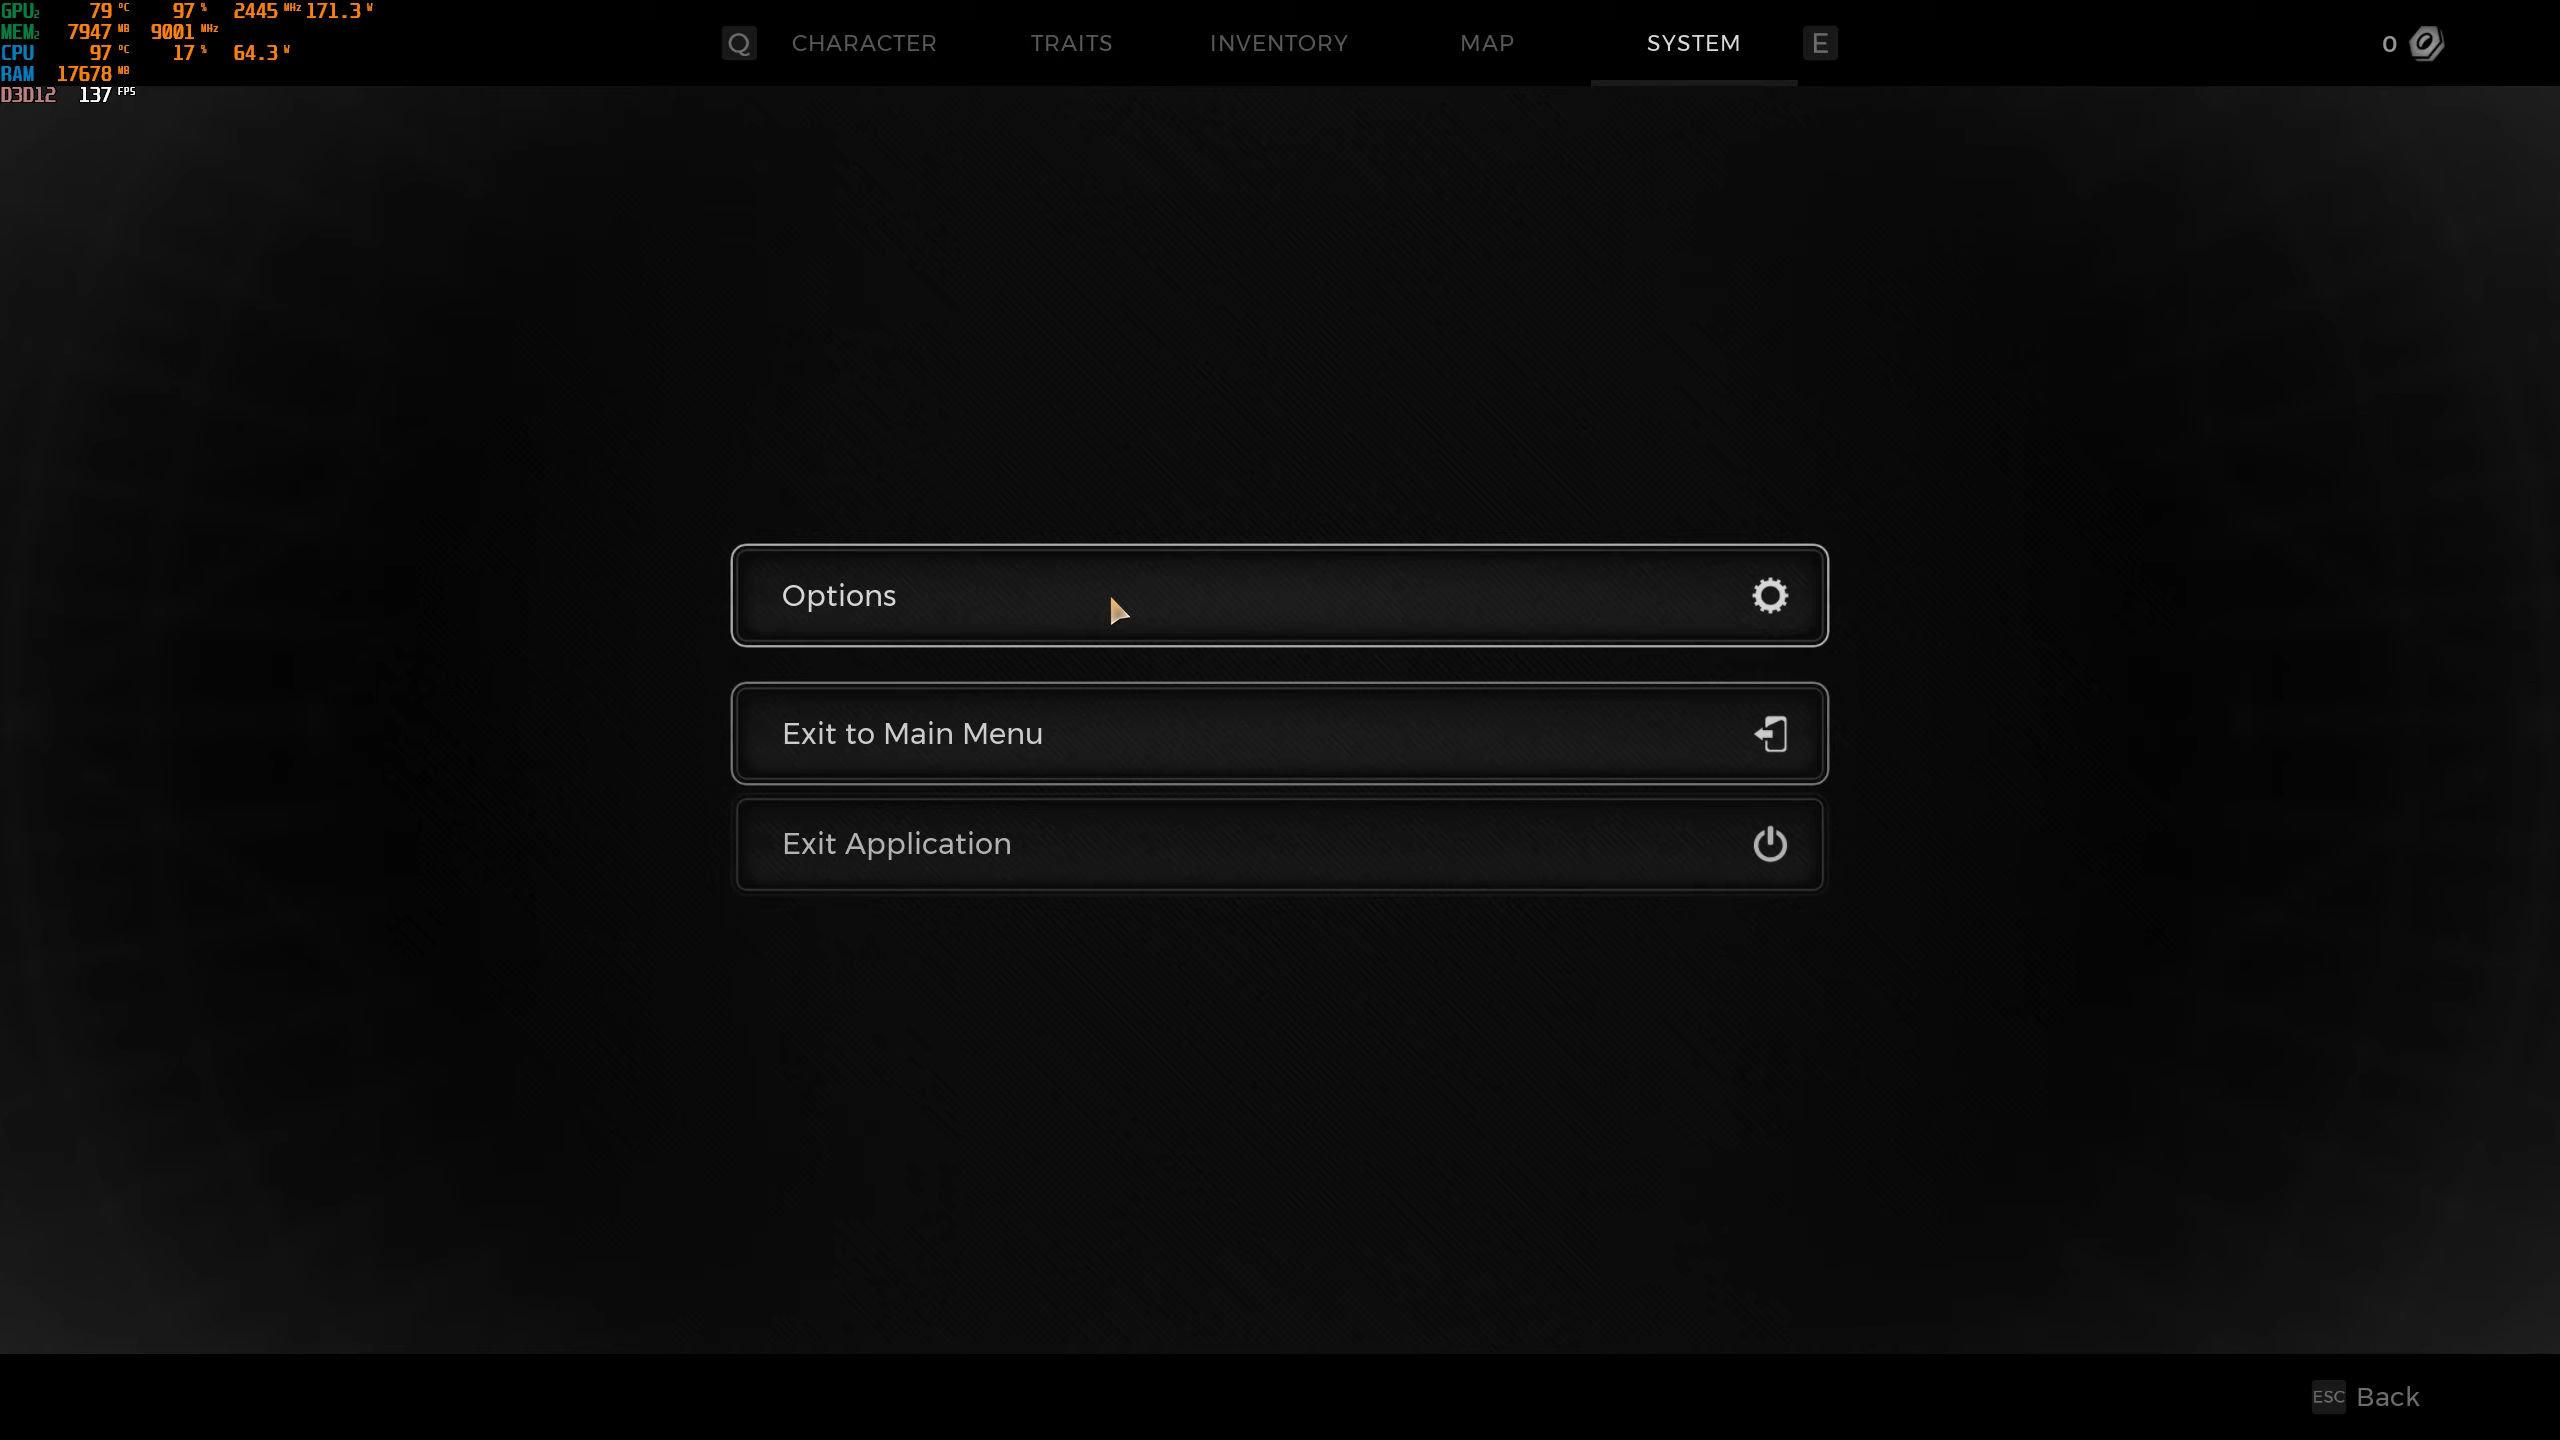 GPU₂ 79 °C 97 % 2445 MHz 171.3 W
MEM₂ 7947 MB 9001 MHz
CPU 97 °C 17 % 64.3 W
RAM 17678 MB
D3D12 137 FPS
Q CHARACTER TRAITS INVENTORY MAP SYSTEM E 0
Options
Exit to Main Menu
Exit Application
ESC Back